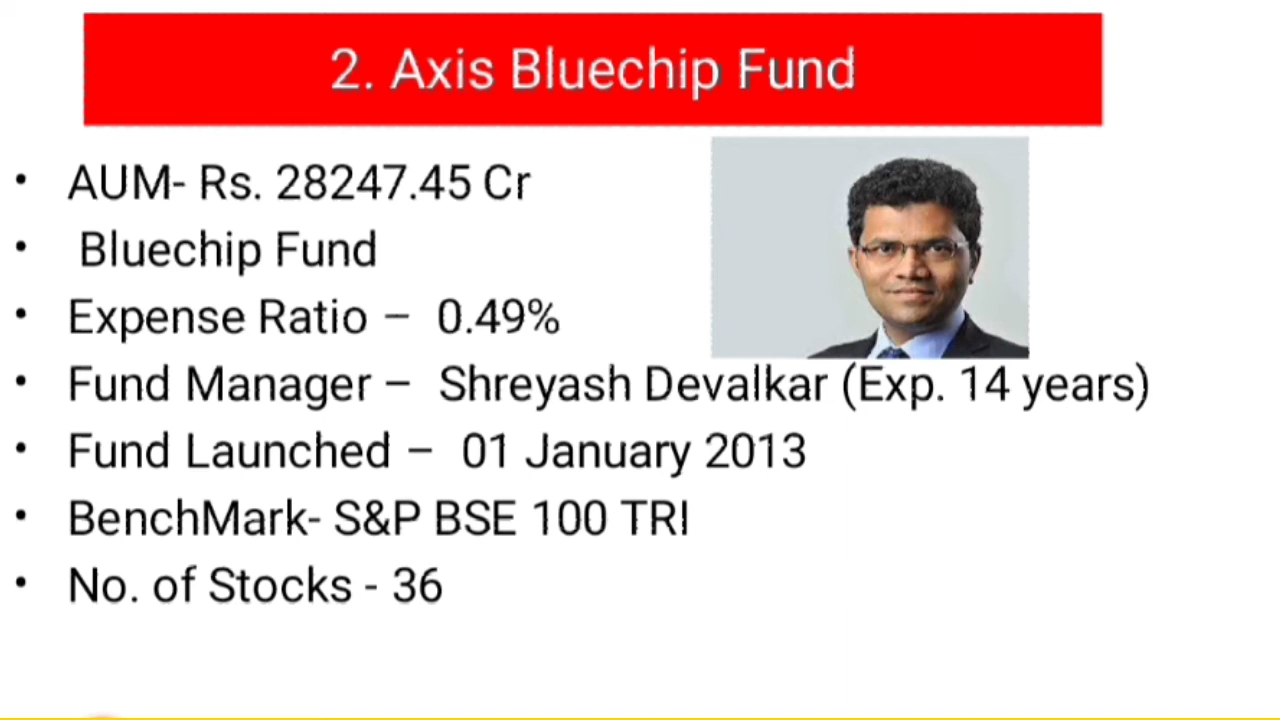 2. Axis Bluechip Fund
• AUM- Rs. 28247.45 Cr
• Bluechip Fund
• Expense Ratio – 0.49%
• Fund Manager – Shreyash Devalkar (Exp. 14 years)
• Fund Launched – 01 January 2013
• BenchMark- S&P BSE 100 TRI
• No. of Stocks - 36